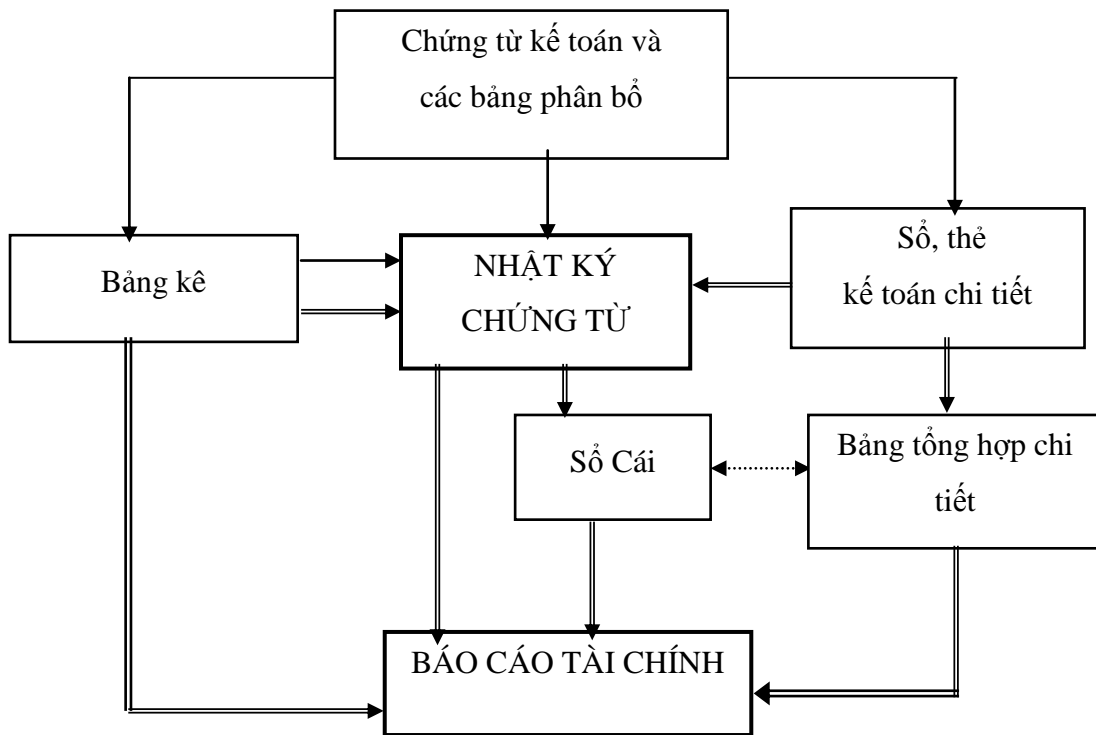 Chứng từ kế toán và
các bảng phân bổ
Bảng kê
NHẬT KÝ
CHỨNG TỪ
Sổ, thẻ
kế toán chi tiết
Sổ Cái
Bảng tổng hợp chi
tiết
BÁO CÁO TÀI CHÍNH